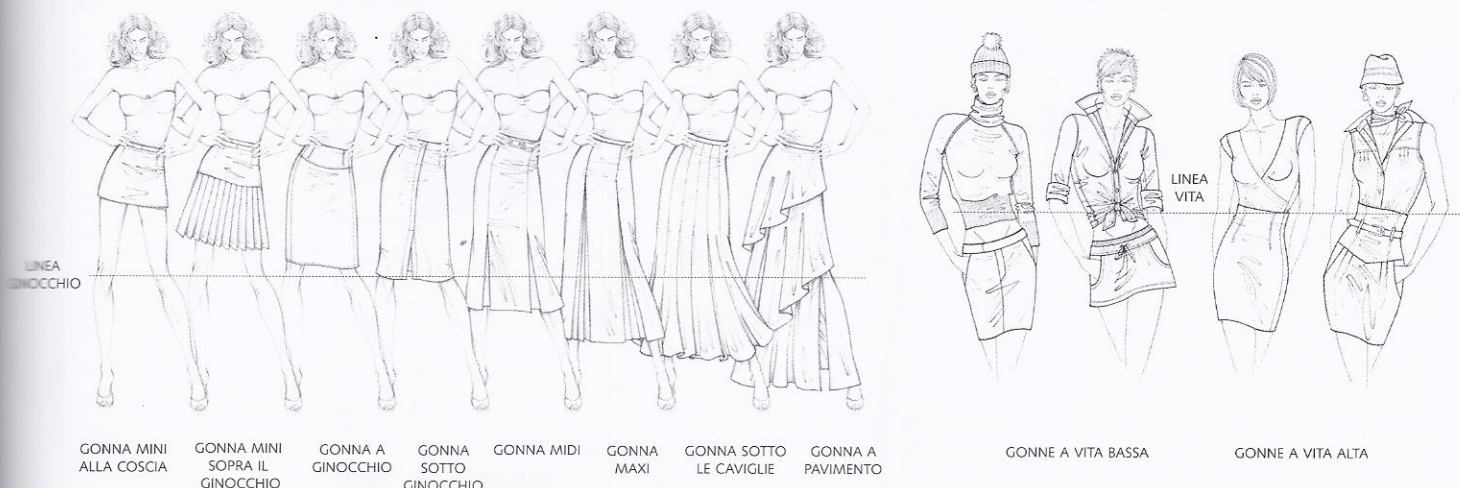 LINEA
GINOCCHIO
LINEA
VITA
GONNA MINI
ALLA COSCIA
GONNA MINI
SOPRA IL
GINOCCHIO
GONNA A
GINOCCHIO
GONNA
SOTTO
GINOCCHIO
GONNA MIDI
GONNA
MAXI
GONNA SOTTO
LE CAVIGLIE
GONNA A
PAVIMENTO
GONNE A VITA BASSA
GONNE A VITA ALTA